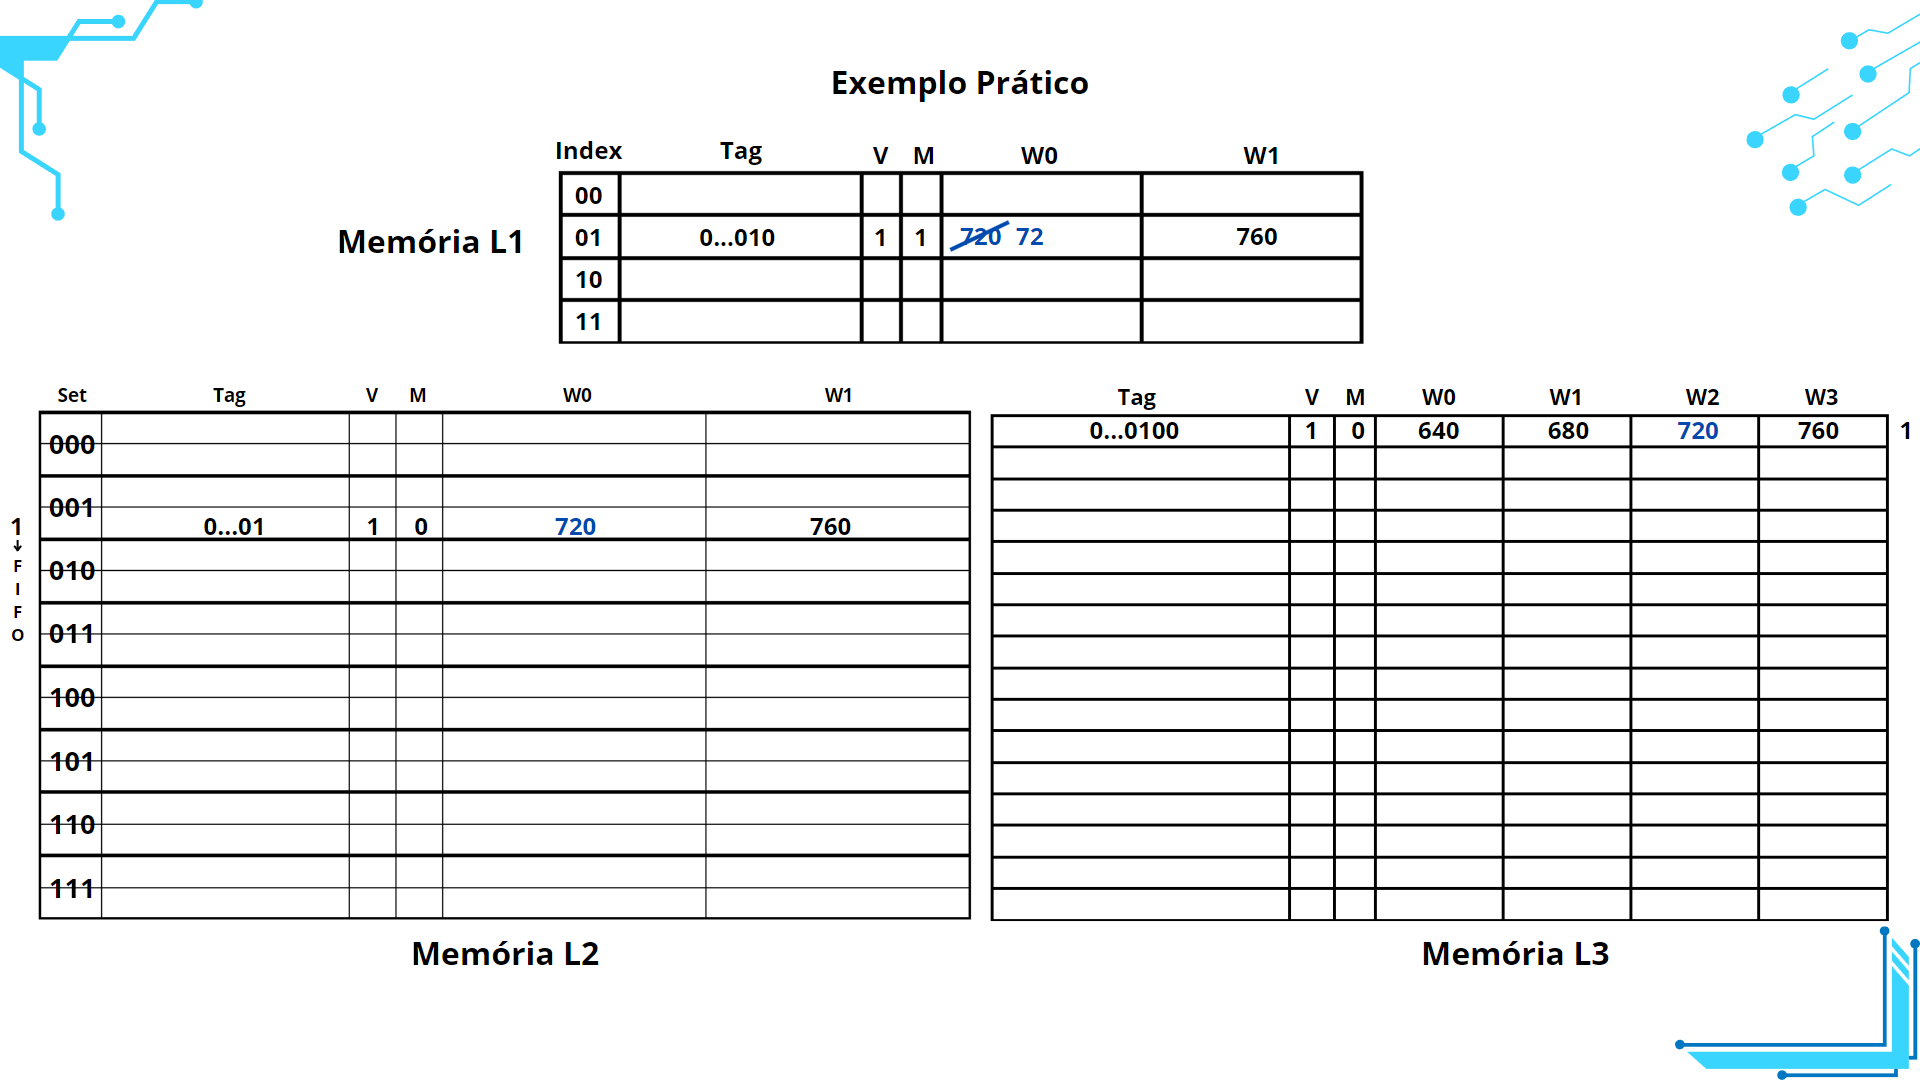 Exemplo Prático
Index Tag V M W0 W1
00
Memória L1
01 0...010 1 1 720 72 760
10
11
Set Tag V M W0 W1
000
001
1 0...01 1 0 720 760
FIFO
010
011
100
101
110
111
Memória L2
Tag V M W0 W1 W2 W3
0...0100 1 0 640 680 720 760 1
Memória L3